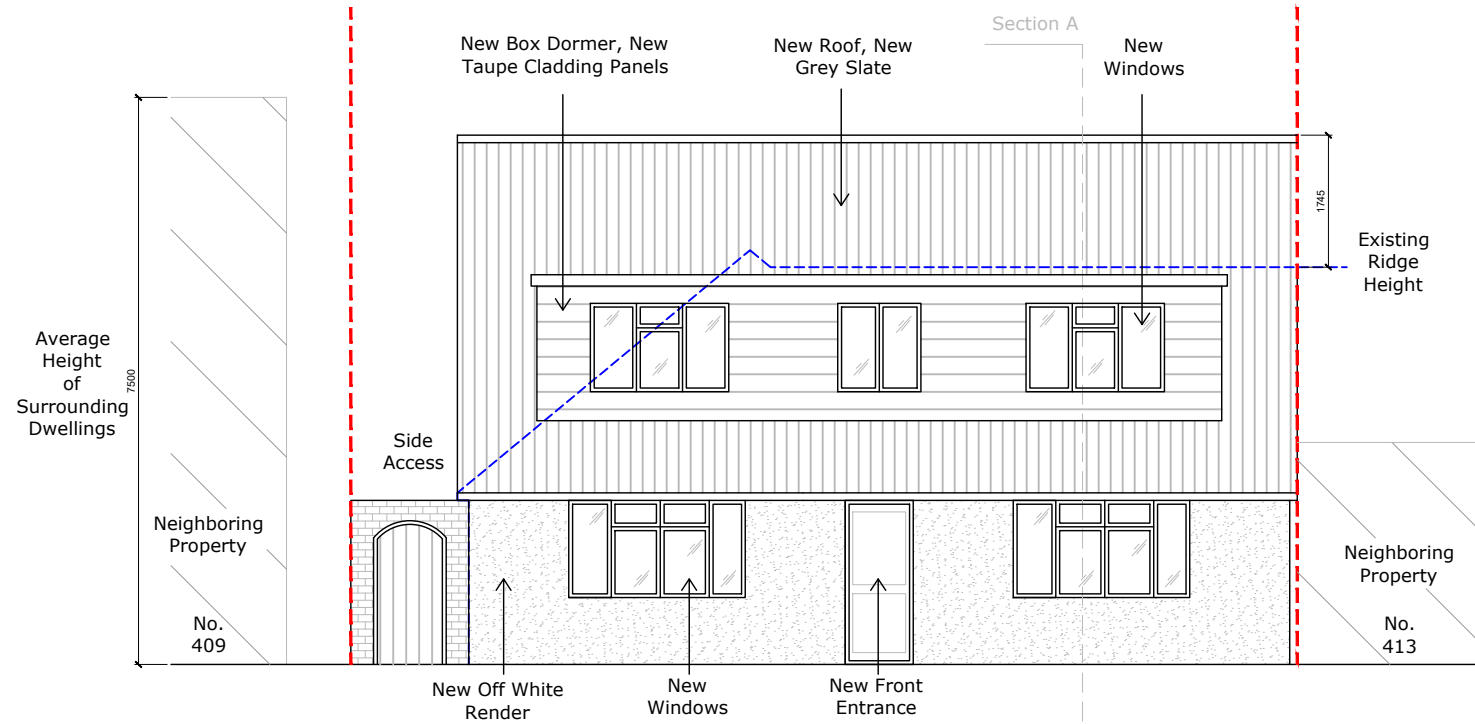 Section A
New Box Dormer, New
Taupe Cladding Panels
New Roof, New
Grey Slate
New
Windows
1745
Existing
Ridge
Height
Average
Height
of
Surrounding
Dwellings
7500
Side
Access
Neighboring
Property
No.
409
Neighboring
Property
No.
413
New Off White
Render
New
Windows
New Front
Entrance